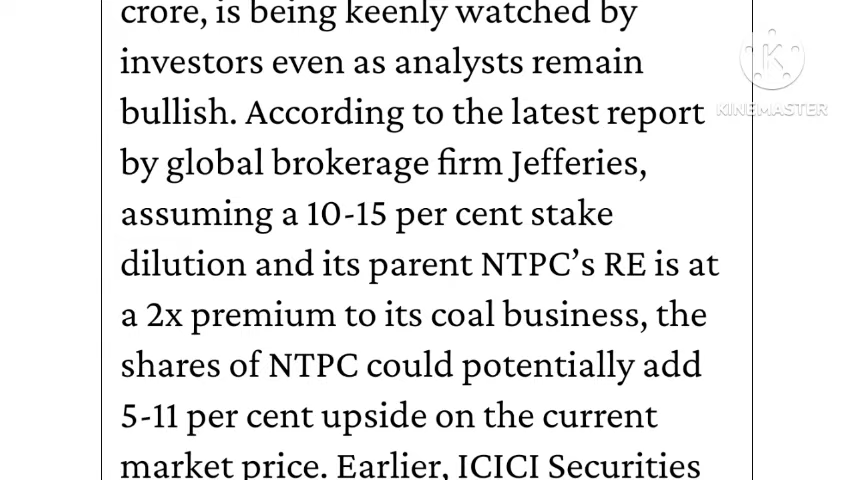 crore, is being keenly watched by
investors even as analysts remain
bullish. According to the latest report
by global brokerage firm Jefferies,
assuming a 10-15 per cent stake
dilution and its parent NTPC’s RE is at
a 2x premium to its coal business, the
shares of NTPC could potentially add
5-11 per cent upside on the current
market price. Earlier, ICICI Securities
K
KINEMASTER